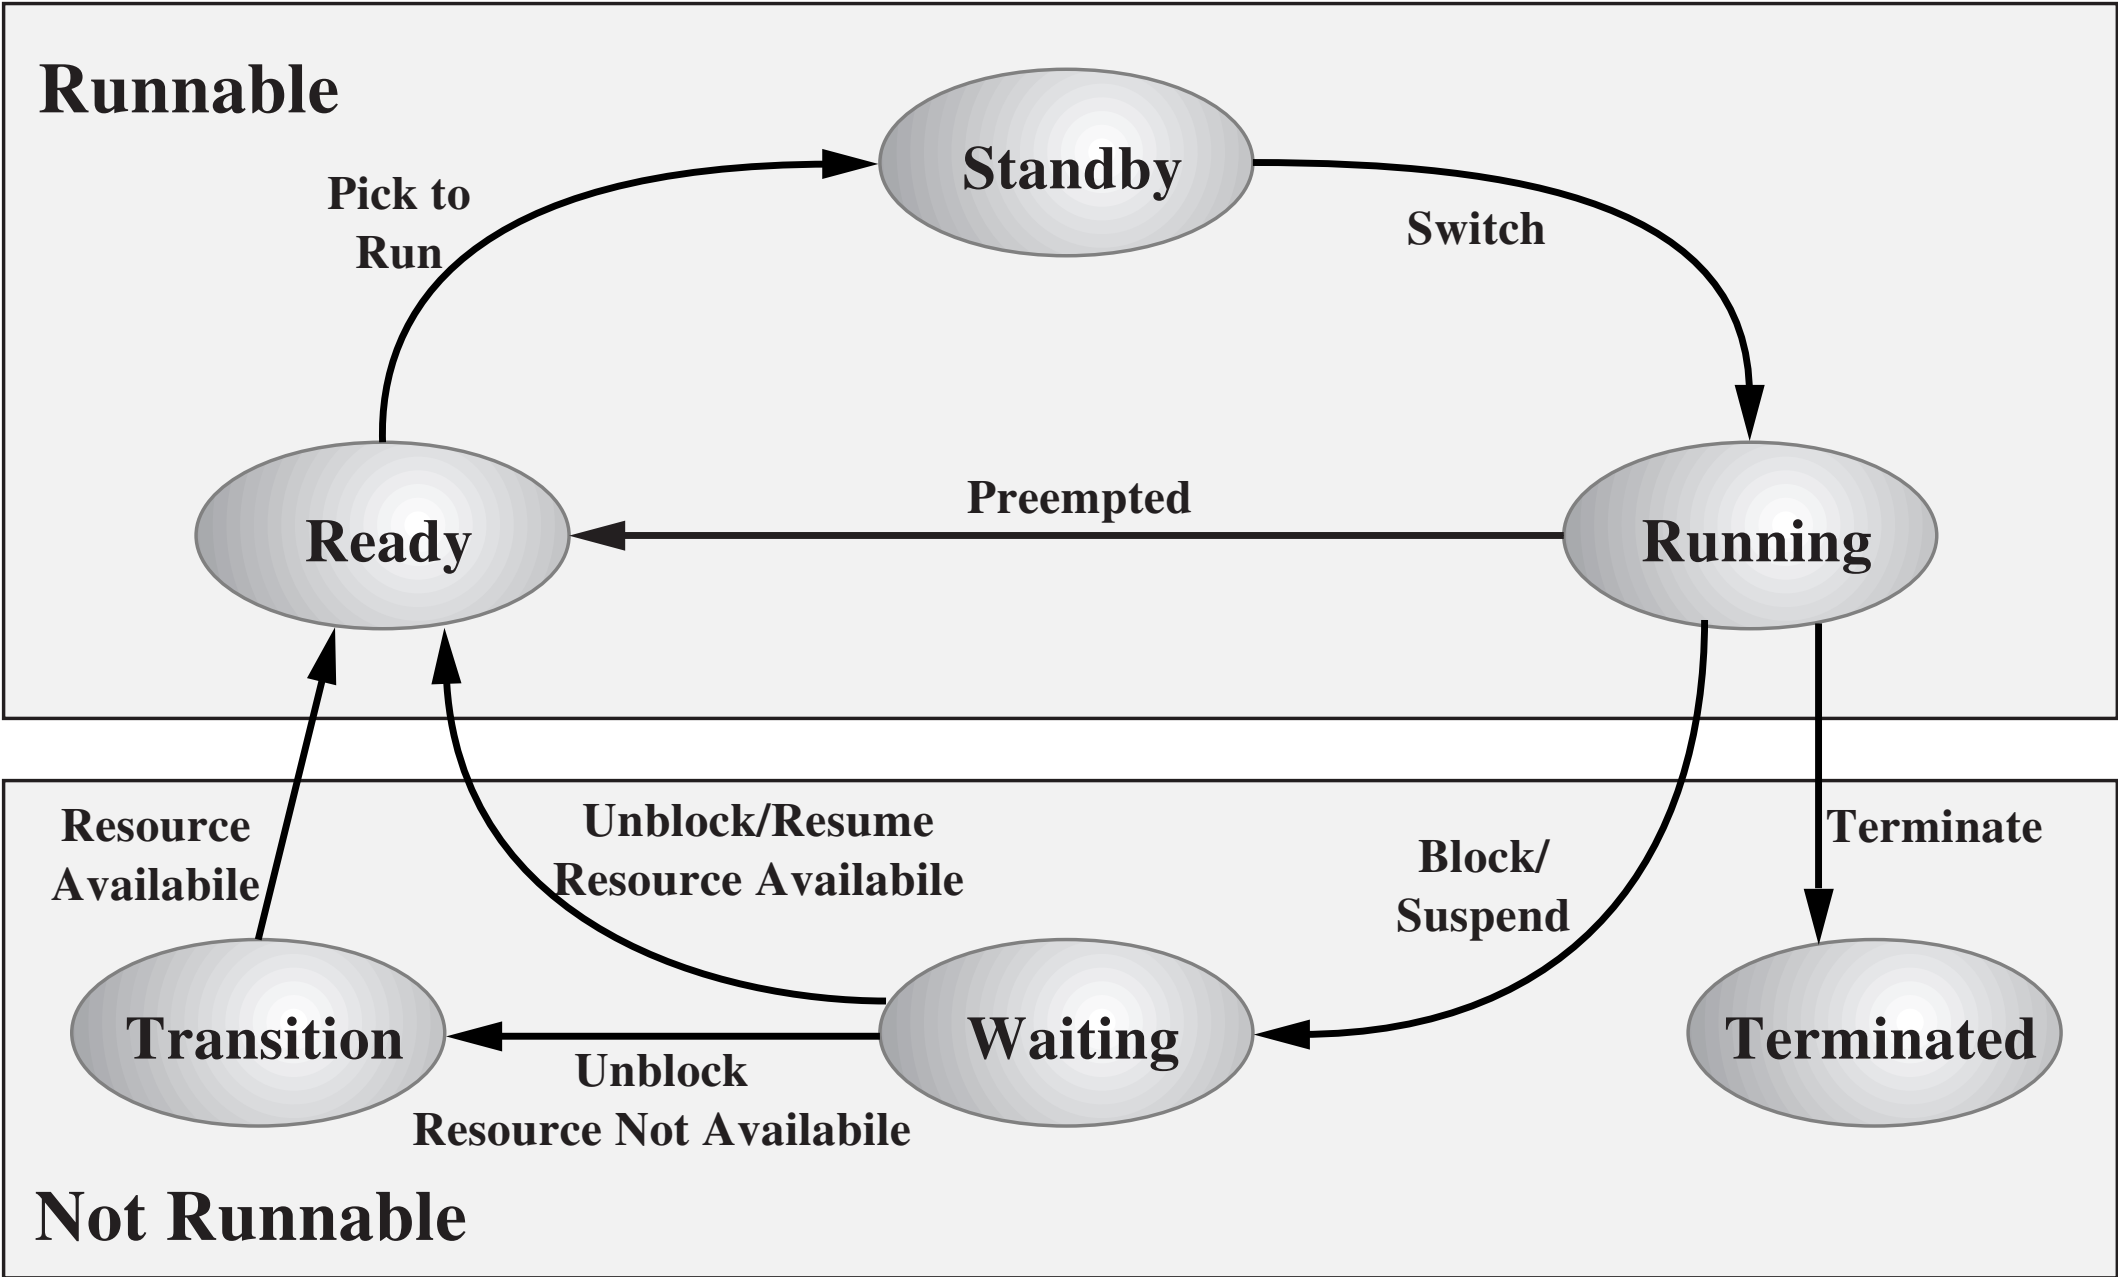 Runnable
Standby
Pick to
Run
Switch
Preempted
Ready
Running
Resource
Availabile
Unblock/Resume
Resource Availabile
Block/
Suspend
Terminate
Transition
Waiting
Terminated
Unblock
Resource Not Availabile
Not Runnable